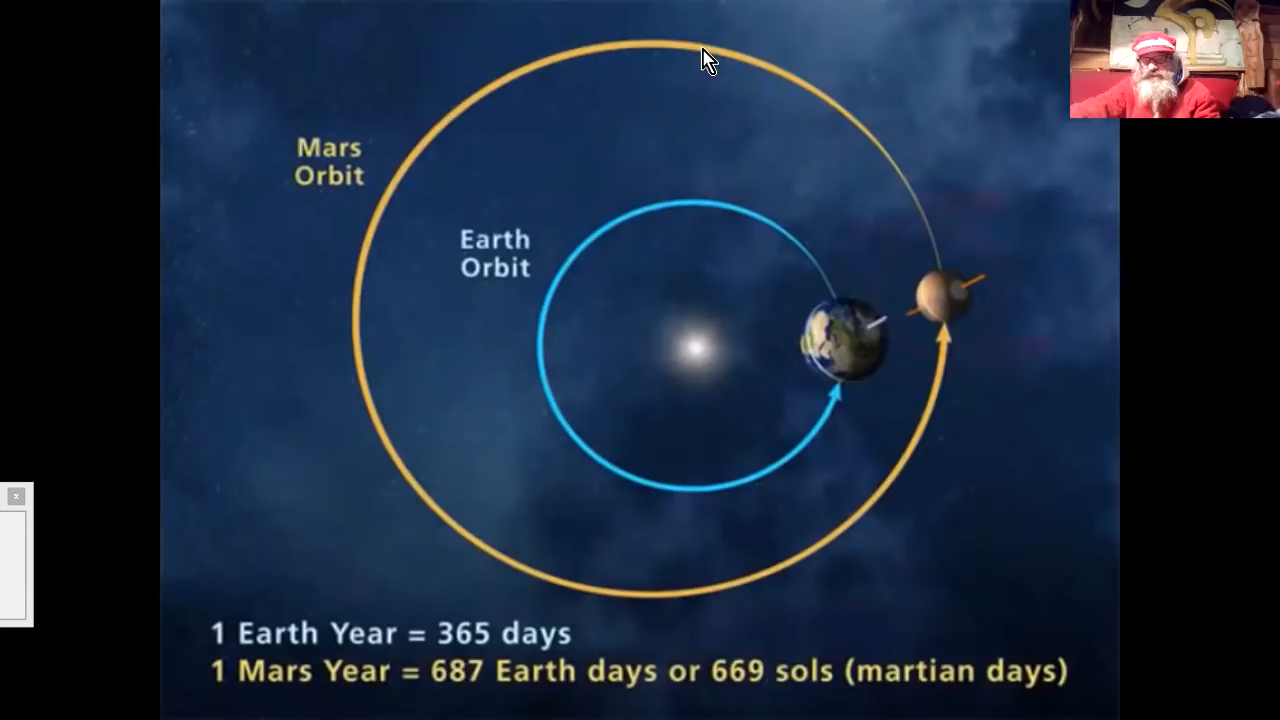 Mars
Orbit
Earth
Orbit
1 Earth Year = 365 days
1 Mars Year = 687 Earth days or 669 sols (martian days)
x